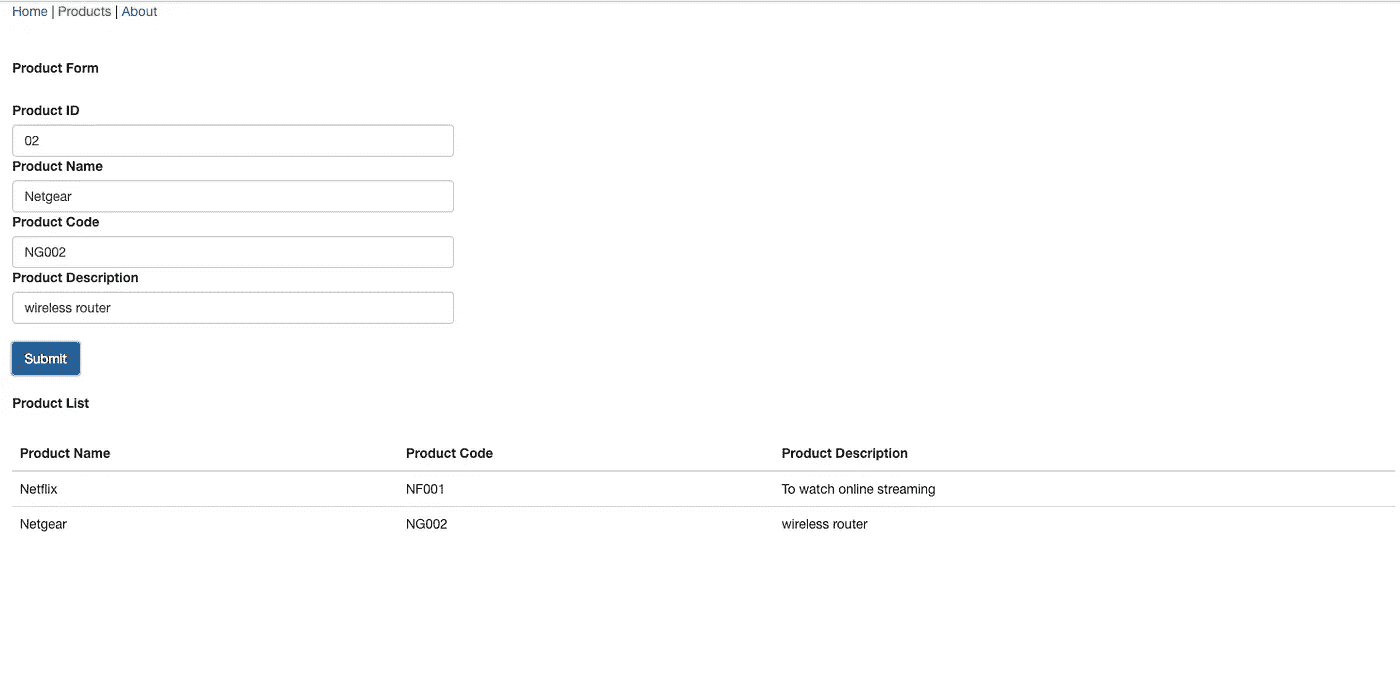 Home | Products | About
Product Form
Product ID
02
Product Name
Netgear
Product Code
NG002
Product Description
wireless router
Submit
Product List
Product Name Product Code Product Description
Netflix NF001 To watch online streaming
Netgear NG002 wireless router